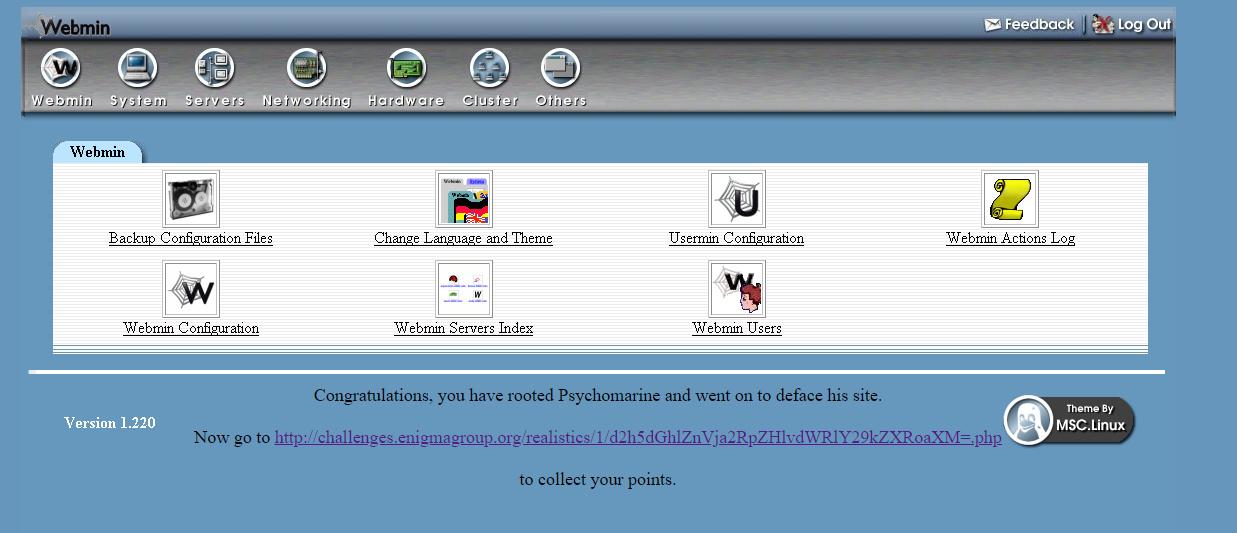 Webmin
Feedback
Log Out
Webmin System Servers Networking Hardware Cluster Others
Webmin
Backup Configuration Files
Change Language and Theme
Usermin Configuration
Webmin Actions Log
Webmin Configuration
Webmin Servers Index
Webmin Users
Congratulations, you have rooted Psychomarine and went on to deface his site.
Version 1.220
Now go to http://challenges.enigmagroup.org/realistics/1/d2h5dGhlZnVja2RpZHlvdWRlY29kZXRoaXM=.php
to collect your points.
Theme By
MSC.Linux